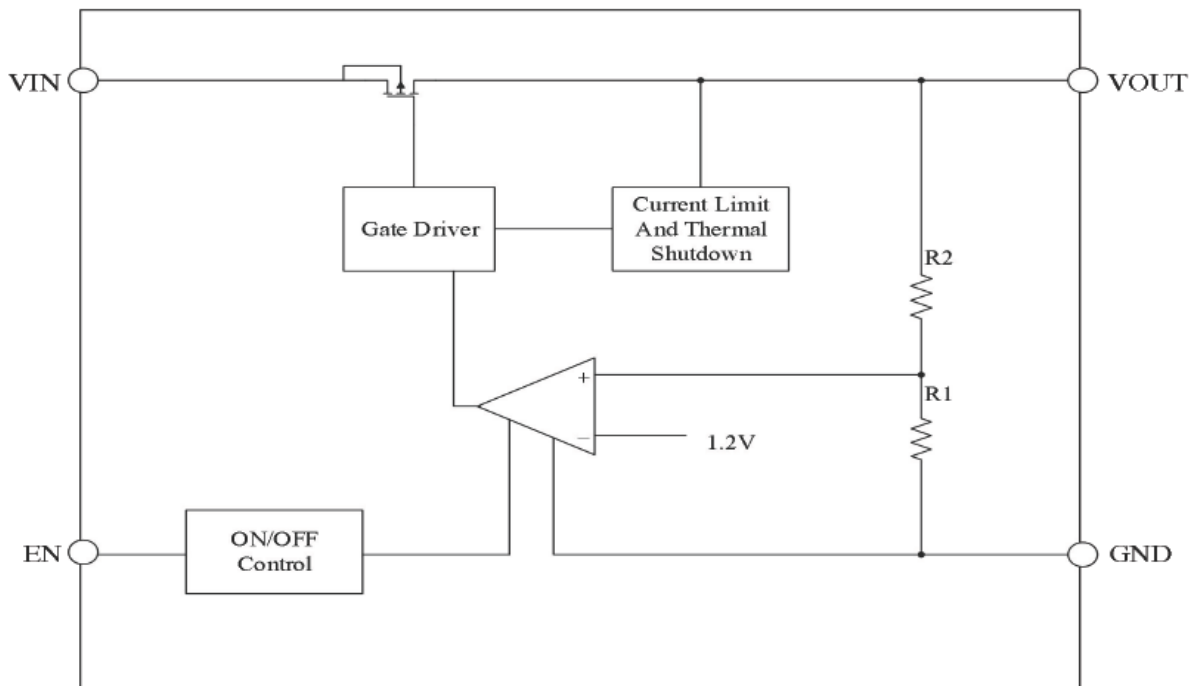 VIN
VOUT
Gate Driver
Current Limit
And Thermal
Shutdown
R2
+
R1
−
1.2V
EN
ON/OFF
Control
GND